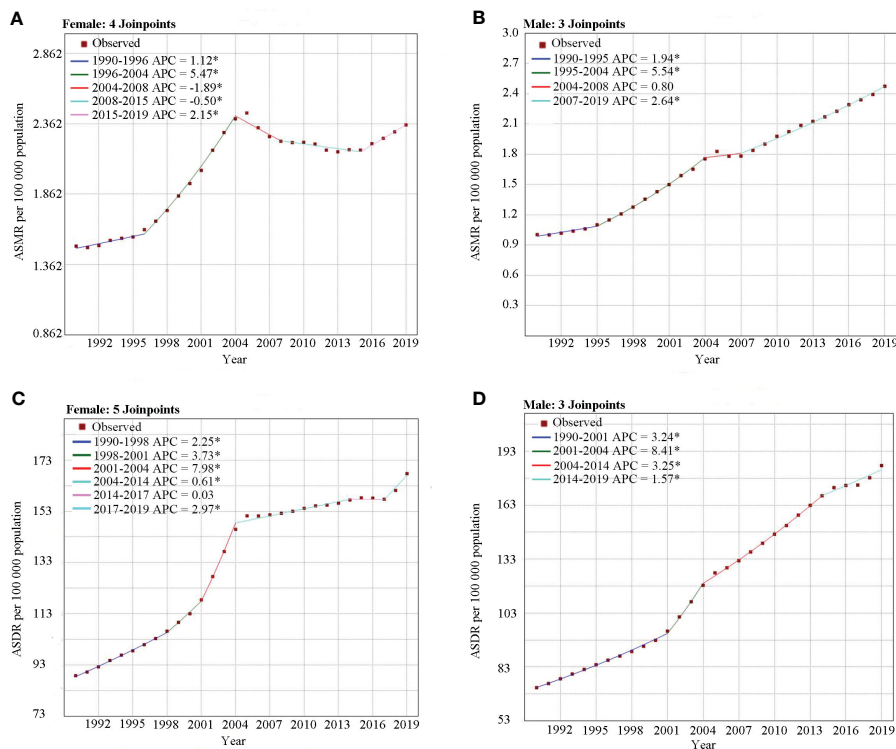 A
Female: 4 Joinpoints
Observed
1990-1996 APC = 1.12*
1996-2004 APC = 5.47*
2004-2008 APC = -1.89*
2008-2015 APC = -0.50*
2015-2019 APC = 2.15*
2.862
2.362
1.862
1.362
0.862
ASMR per 100 000 population
1992 1995 1998 2001 2004 2007 2010 2013 2016 2019
Year
B
Male: 3 Joinpoints
Observed
1990-1995 APC = 1.94*
1995-2004 APC = 5.54*
2004-2008 APC = 0.80
2007-2019 APC = 2.64*
3.0
2.7
2.4
2.1
1.8
1.5
1.2
0.9
0.6
0.3
ASMR per 100 000 population
1992 1995 1998 2001 2004 2007 2010 2013 2016 2019
Year
C
Female: 5 Joinpoints
Observed
1990-1998 APC = 2.25*
1998-2001 APC = 3.73*
2001-2004 APC = 7.98*
2004-2014 APC = 0.61*
2014-2017 APC = 0.03
2017-2019 APC = 2.97*
173
153
133
113
93
73
ASDR per 100 000 population
1992 1995 1998 2001 2004 2007 2010 2013 2016 2019
Year
D
Male: 3 Joinpoints
Observed
1990-2001 APC = 3.24*
2001-2004 APC = 8.41*
2004-2014 APC = 3.25*
2014-2019 APC = 1.57*
193
163
133
103
83
53
ASDR per 100 000 population
1992 1995 1998 2001 2004 2007 2010 2013 2016 2019
Year